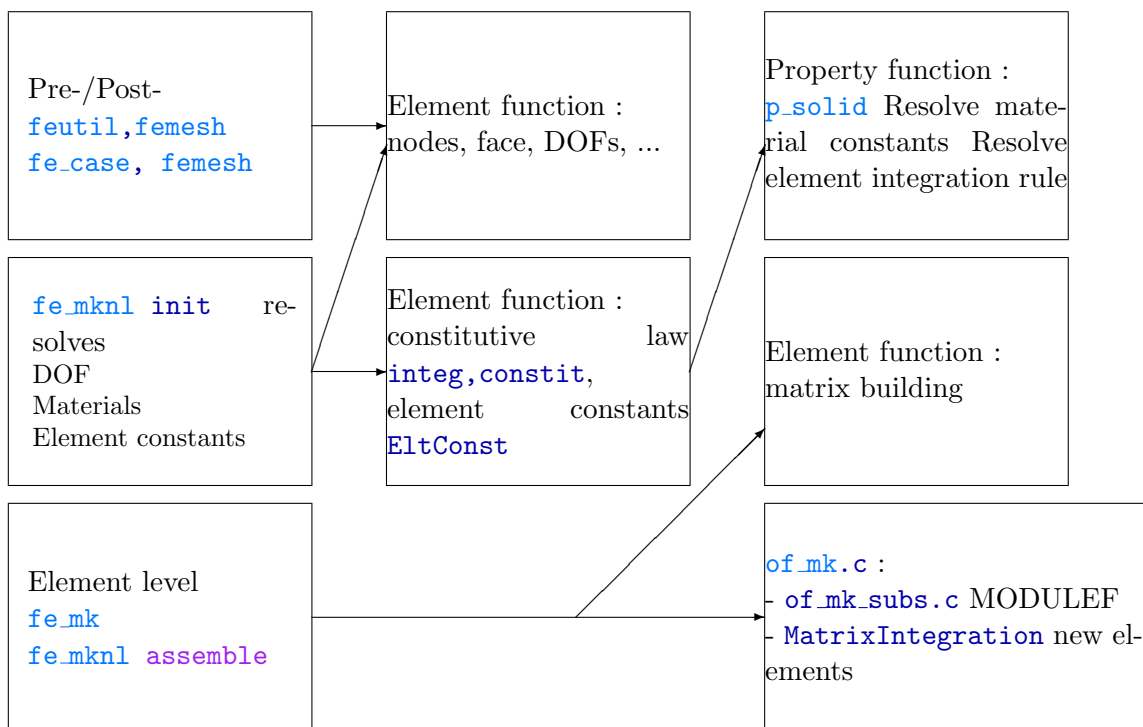 Pre-/Post-
feutil,femesh
fe_case, femesh
Element function :
nodes, face, DOFs, ...
Property function :
p_solid Resolve mate-
rial constants Resolve
element integration rule
fe_mknl init re-
solves
DOF
Materials
Element constants
Element function :
constitutive law
integ,constit,
element constants
EltConst
Element function :
matrix building
Element level
fe_mk
fe_mknl assemble
of_mk.c :
- of_mk_subs.c MODULEF
- MatrixIntegration new el-
ements